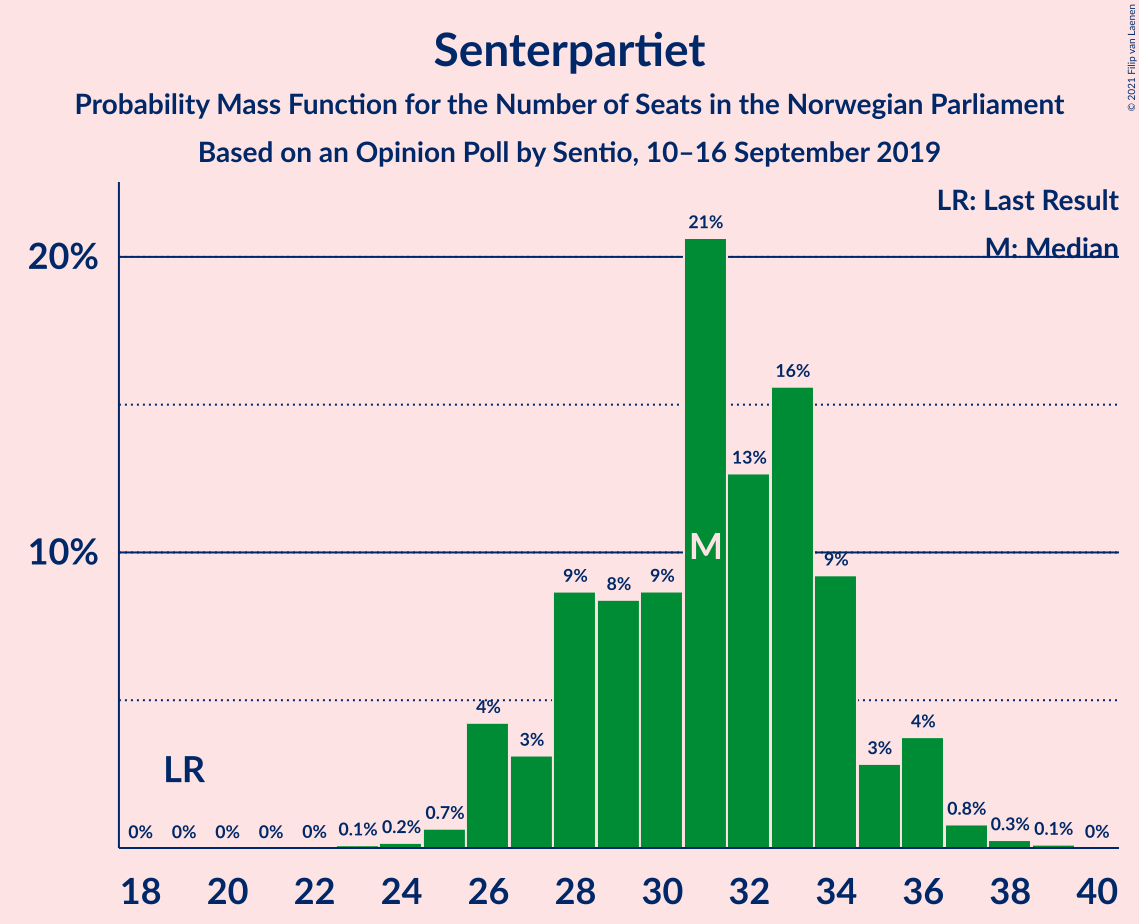 Senterpartiet
Probability Mass Function for the Number of Seats in the Norwegian Parliament
Based on an Opinion Poll by Sentio, 10–16 September 2019
© 2021 Filip van Laenen
LR: Last Result
M: Median
20%
10%
21%
16%
13%
9%
9%
8%
9%
4%
3%
3%
4%
0%
0%
0%
0%
0%
0.1%
0.2%
0.7%
0.8%
0.3%
0.1%
0%
LR
M
18 20 22 24 26 28 30 32 34 36 38 40